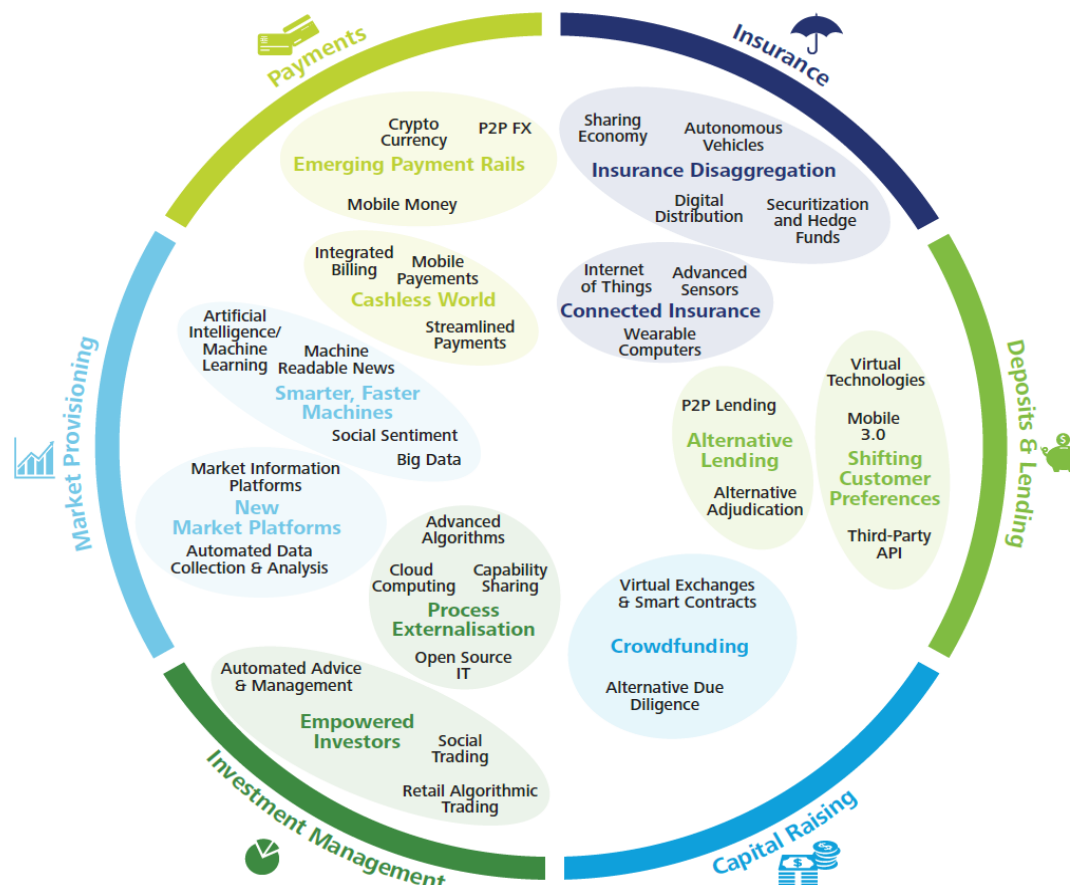 Payments
Crypto
Currency
P2P FX
Emerging Payment Rails
Mobile Money
Integrated
Billing
Mobile
Payments
Cashless World
Streamlined
Payments
Insurance
Sharing
Economy
Autonomous
Vehicles
Insurance Disaggregation
Digital
Distribution
Securitization
and Hedge
Funds
Internet
of Things
Advanced
Sensors
Connected Insurance
Wearable
Computers
Deposits & Lending
Virtual
Technologies
Mobile
3.0
Shifting
Customer
Preferences
Third-Party
API
P2P Lending
Alternative
Lending
Alternative
Adjudication
Capital Raising
Virtual Exchanges
& Smart Contracts
Crowdfunding
Alternative Due
Diligence
Investment Management
Advanced
Algorithms
Cloud
Computing
Capability
Sharing
Process
Externalisation
Open Source
IT
Automated Advice
& Management
Empowered
Investors
Social
Trading
Retail Algorithmic
Trading
Market Provisioning
Artificial
Intelligence/
Machine
Learning
Machine
Readable News
Smarter, Faster
Machines
Social Sentiment
Big Data
Market Information
Platforms
New
Market Platforms
Automated Data
Collection & Analysis